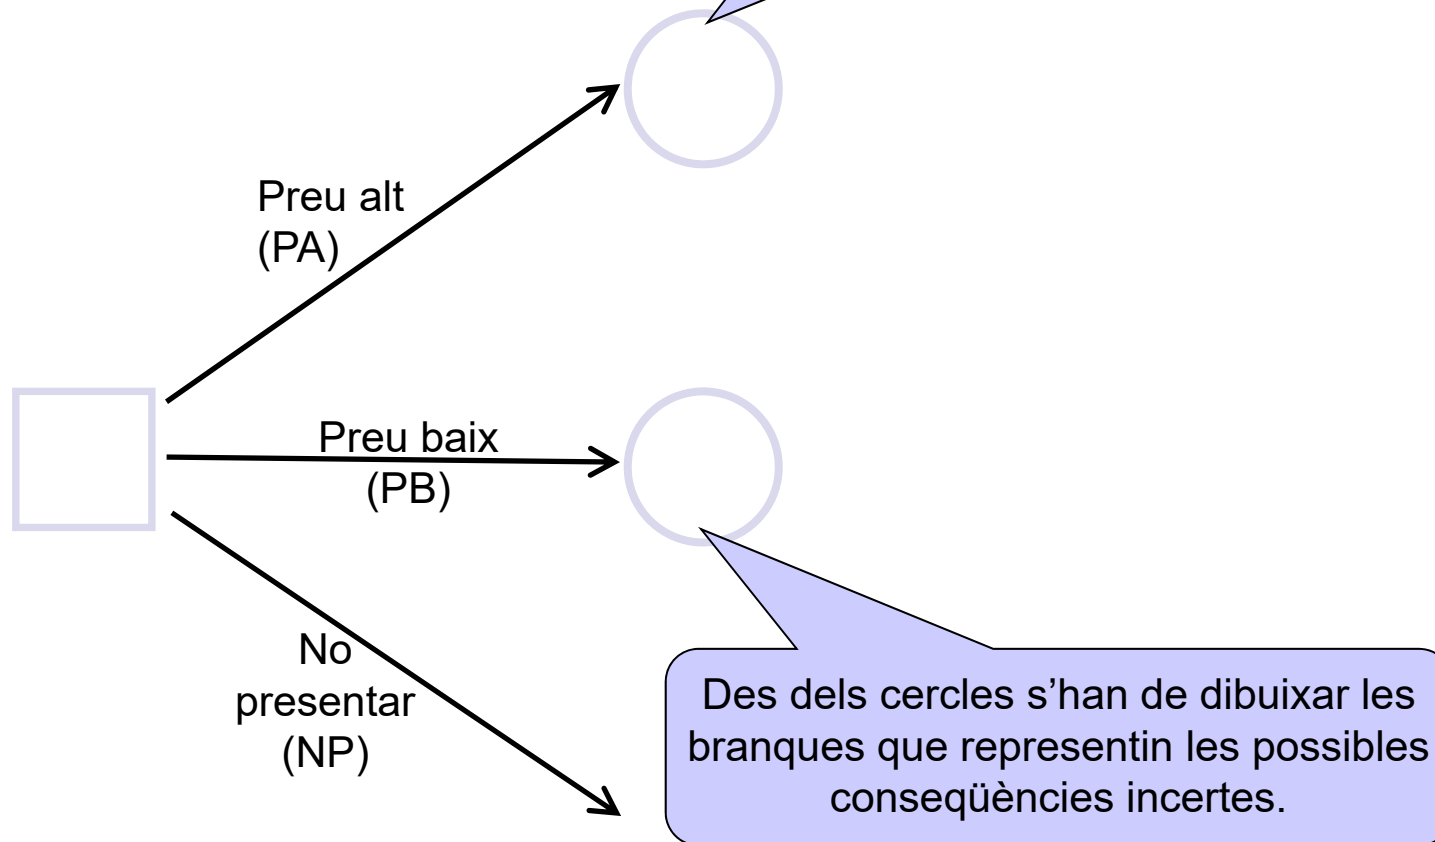 Preu alt
(PA)
Preu baix
(PB)
No
presentar
(NP)
Des dels cercles s’han de dibuixar les
branques que representin les possibles
conseqüències incertes.